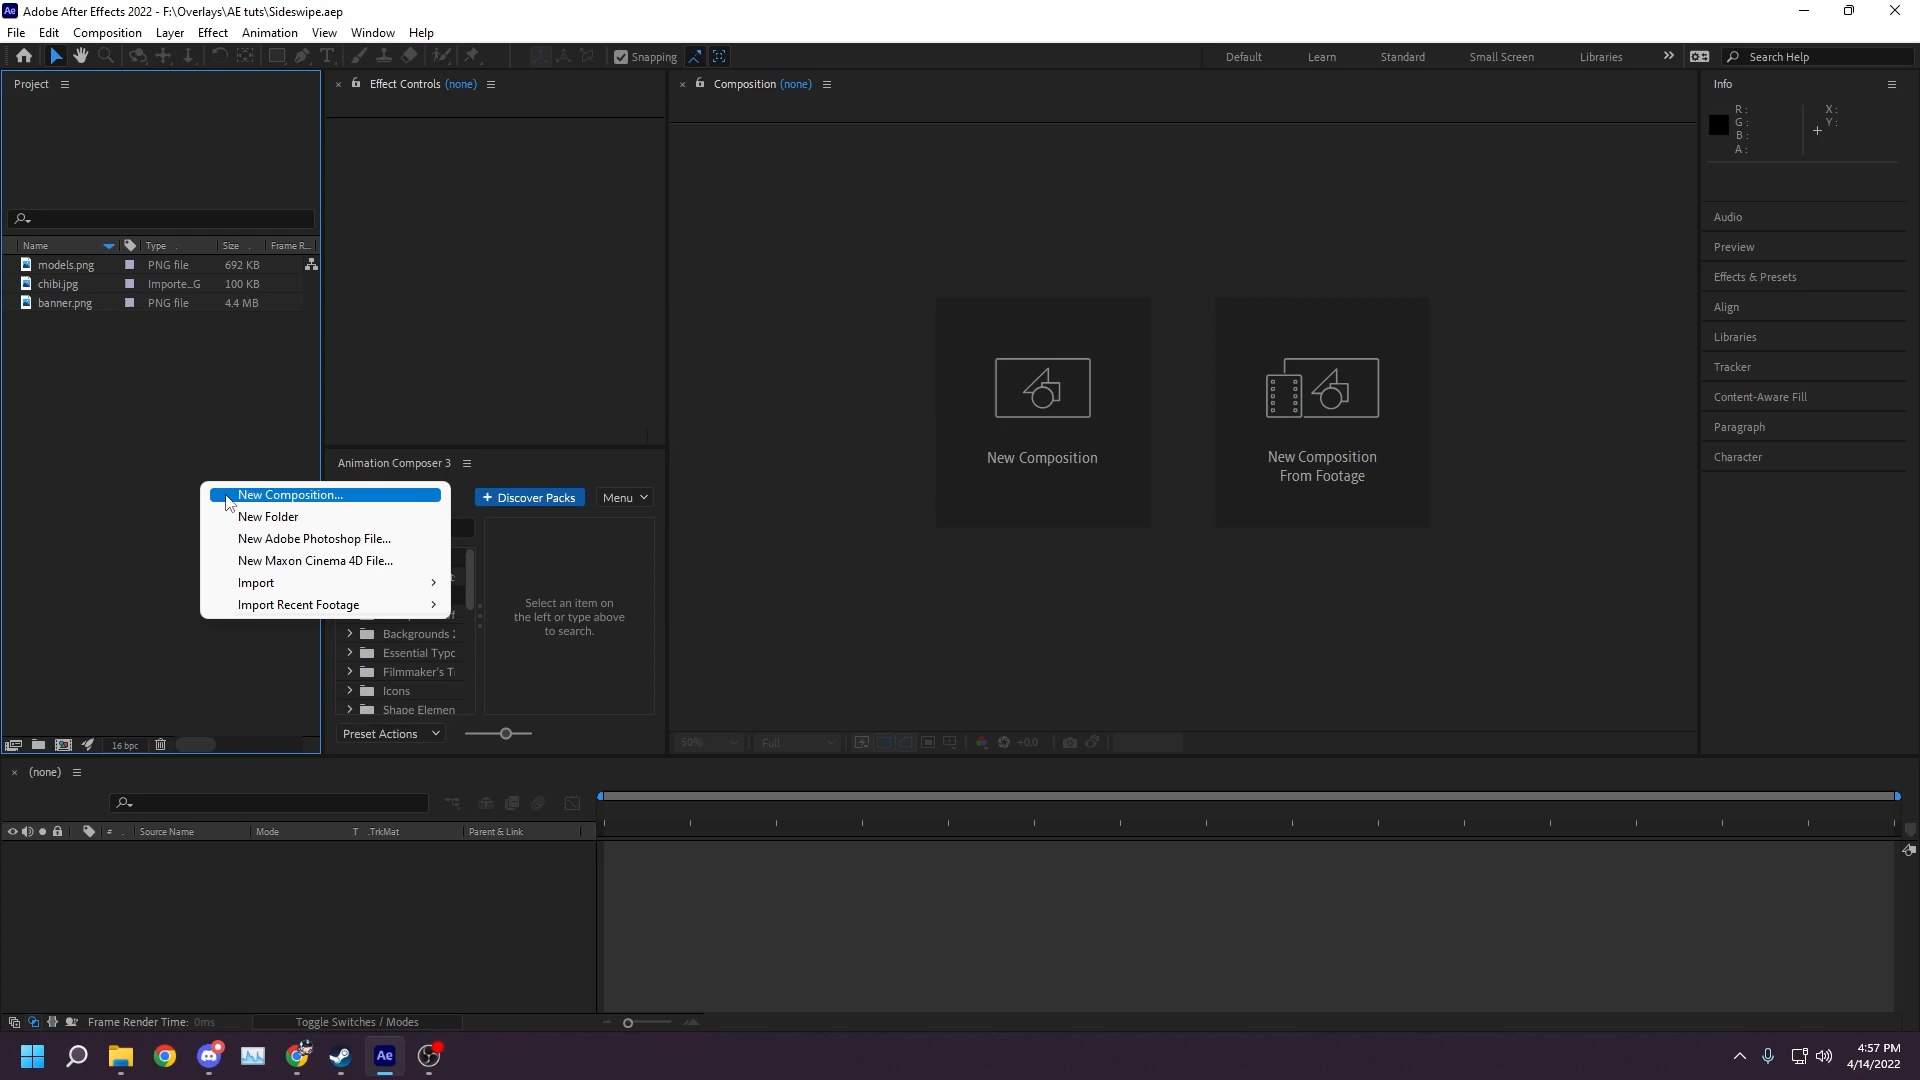 Ae Adobe After Effects 2022 - F:\Overlays\AE tuts\Sideswipe.aep
File Edit Composition Layer Effect Animation View Window Help
Snapping Default Learn Standard Small Screen Libraries Search Help
Project
Effect Controls (none)
Composition (none)
Info
R :
G :
B :
A :
X :
Y :
Name Type Size Frame R...
models.png PNG file 692 KB
chibi.jpg Importe...G 100 KB
banner.png PNG file 4.4 MB
New Composition
New Composition
From Footage
Audio
Preview
Effects & Presets
Align
Libraries
Tracker
Content-Aware Fill
Paragraph
Character
Animation Composer 3
+ Discover Packs Menu
New Composition...
New Folder
New Adobe Photoshop File...
New Maxon Cinema 4D File...
Import
Import Recent Footage
Select an item on
the left or type above
to search.
Backgrounds
Essential Typo
Filmmaker's T
Icons
Shape Elemen
Preset Actions
16 bpc
50% Full +0.0
(none)
# Source Name Mode T .TrkMat Parent & Link
Frame Render Time: 0ms Toggle Switches / Modes
Ae
4:57 PM
4/14/2022